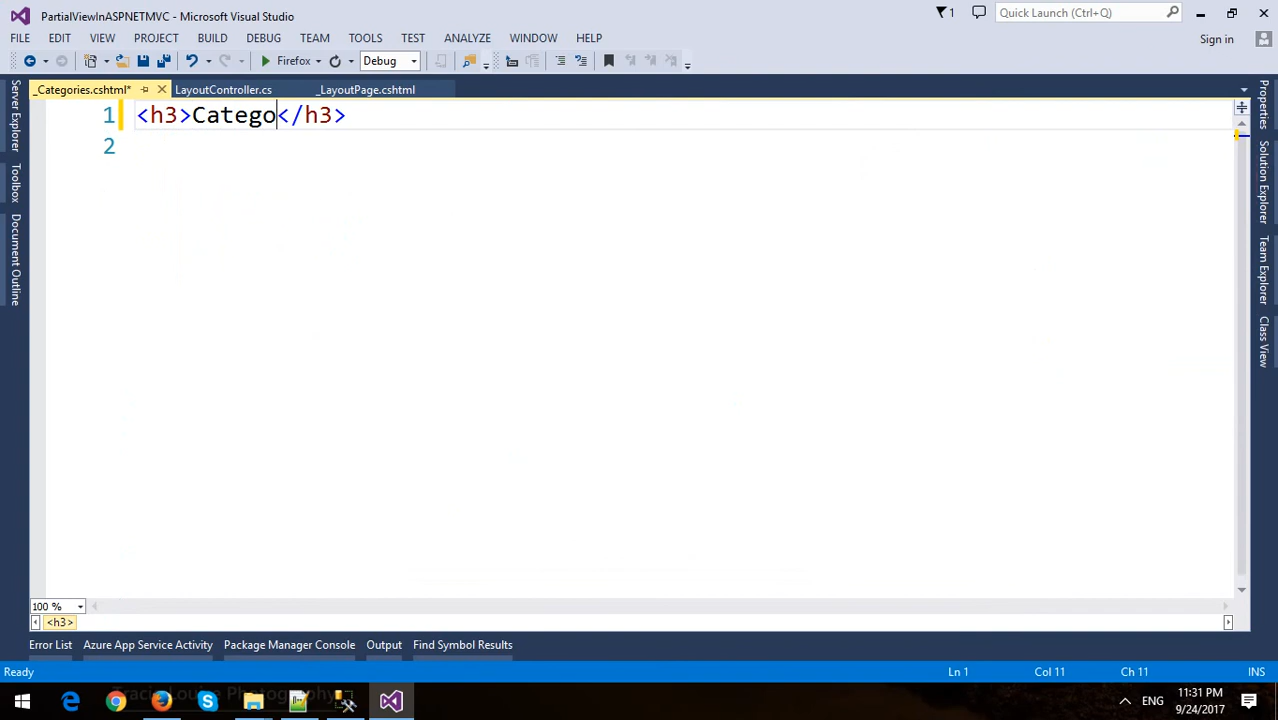 PartialViewInASPNETMVC - Microsoft Visual Studio
1
Quick Launch (Ctrl+Q)
FILE EDIT VIEW PROJECT BUILD DEBUG TEAM TOOLS TEST ANALYZE WINDOW HELP
Sign in
Firefox Debug
_Categories.cshtml* LayoutController.cs _LayoutPage.cshtml
Server Explorer
Toolbox
Document Outline
1 <h3>Catego</h3>
2
Properties
Solution Explorer
Team Explorer
Class View
100 %
<h3>
Error List Azure App Service Activity Package Manager Console Output Find Symbol Results
Ready Ln 1 Col 11 Ch 11 INS
Tracie Louise Photography
ENG
11:31 PM
9/24/2017